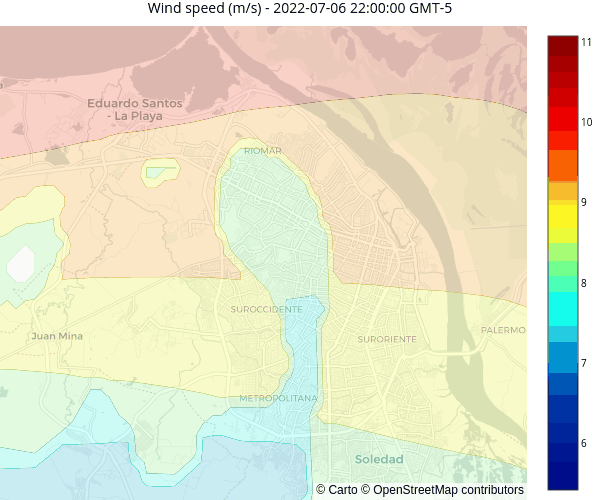 Wind speed (m/s) - 2022-07-06 22:00:00 GMT-5
11
10
9
8
7
6
Eduardo Santos
- La Playa
RIOMAR
SUROCCIDENTE
Juan Mina
SURORIENTE
PALERMO
METROPOLITANA
Soledad
© Carto © OpenStreetMap contributors